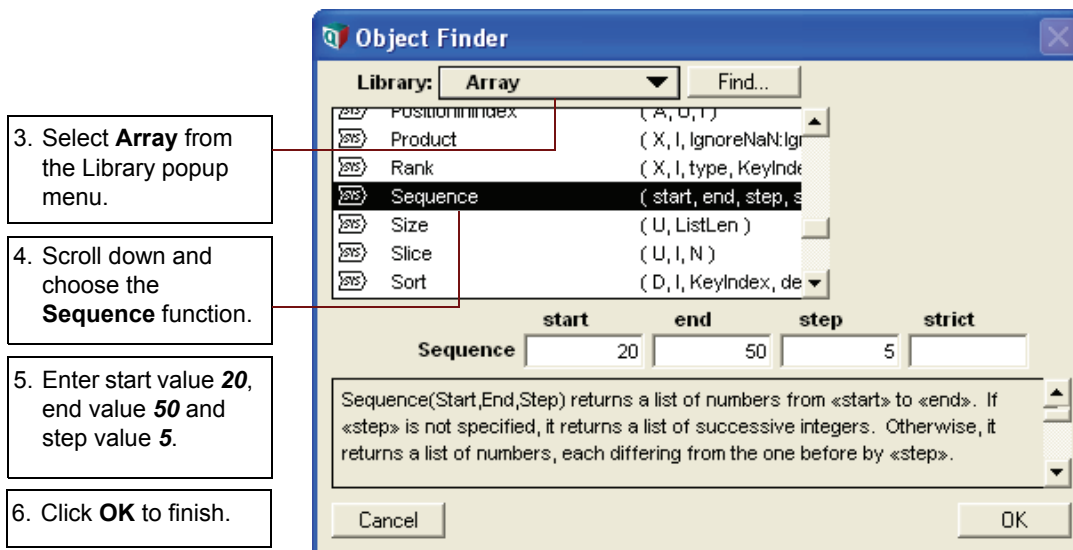 Object Finder
Library: Array Find...
PositionInIndex ( A, U, I )
Product ( X, I, IgnoreNaN:Ign
Rank ( X, I, type, KeyInde
Sequence ( start, end, step, s
Size ( U, ListLen )
Slice ( U, I, N )
Sort ( D, I, KeyIndex, de
start end step strict
Sequence 20 50 5
Sequence(Start,End,Step) returns a list of numbers from «start» to «end». If
«step» is not specified, it returns a list of successive integers. Otherwise, it
returns a list of numbers, each differing from the one before by «step».
Cancel OK
3. Select Array from
the Library popup
menu.
4. Scroll down and
choose the
Sequence function.
5. Enter start value 20,
end value 50 and
step value 5.
6. Click OK to finish.